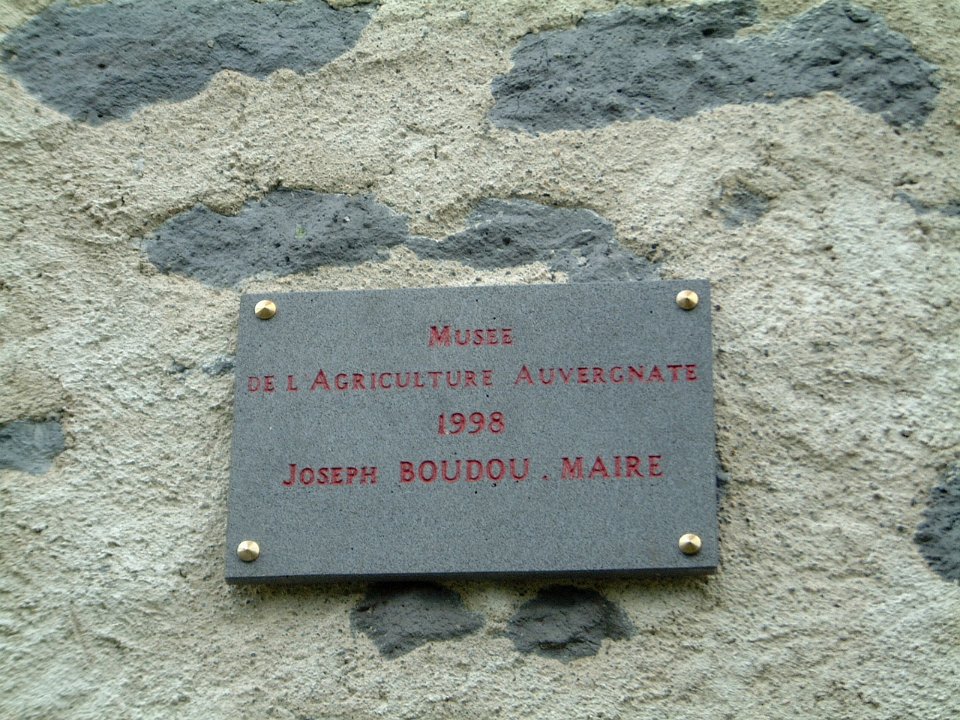 MUSEE
DE L'AGRICULTURE AUVERGNATE
1998
JOSEPH BOUDOU . MAIRE